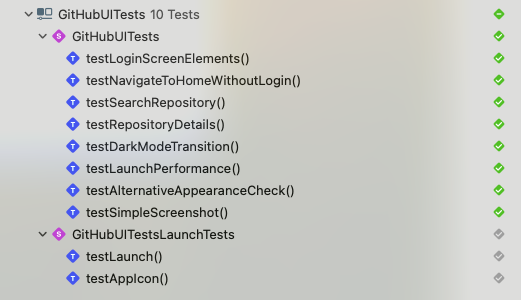 GitHubUITests 10 Tests
S GitHubUITests
T testLoginScreenElements()
T testNavigateToHomeWithoutLogin()
T testSearchRepository()
T testRepositoryDetails()
T testDarkModeTransition()
T testLaunchPerformance()
T testAlternativeAppearanceCheck()
T testSimpleScreenshot()
S GitHubUITestsLaunchTests
T testLaunch()
T testAppIcon()